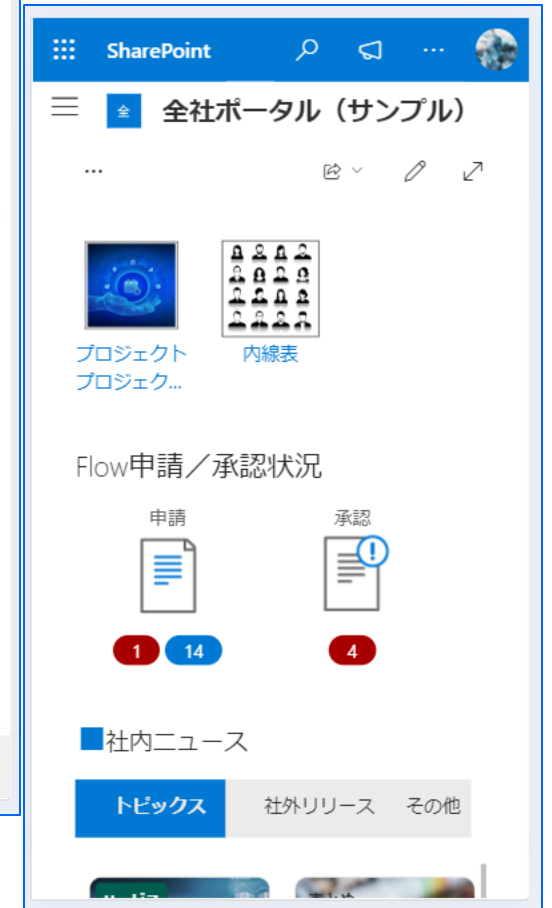 SharePoint
全 全社ポータル（サンプル）
プロジェクト
プロジェク...
内線表
Flow申請／承認状況
申請 承認
1 14 4
■社内ニュース
トピックス 社外リリース その他